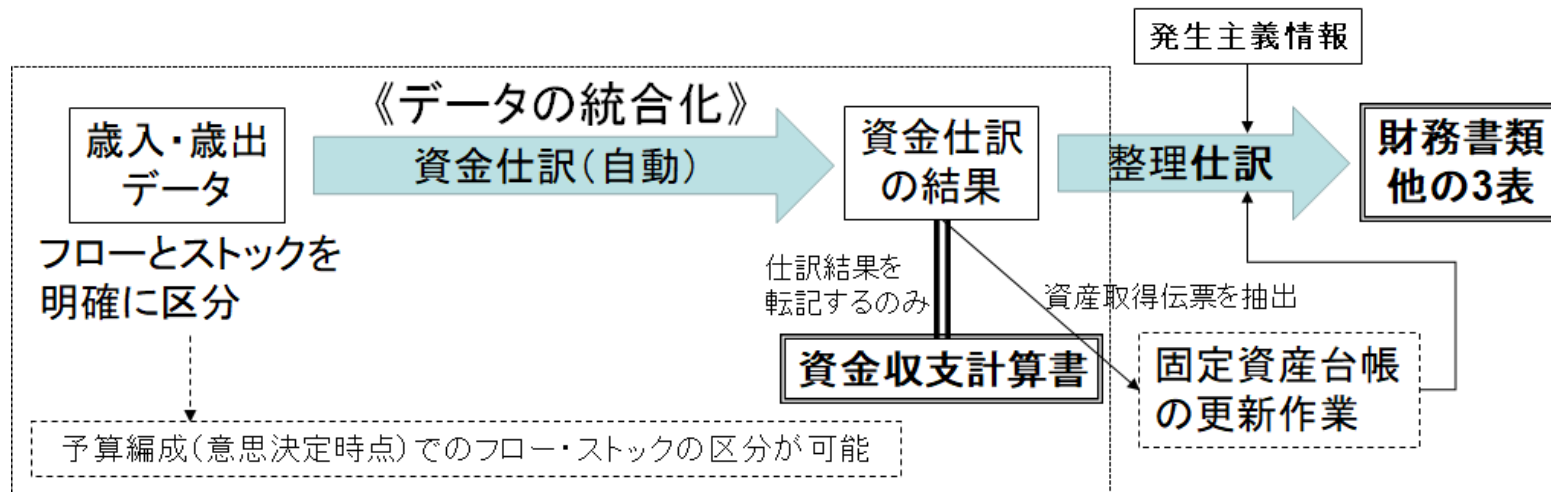 発生主義情報
《データの統合化》
歳入・歳出
データ
資金仕訳(自動)
資金仕訳
の結果
整理仕訳
財務書類
他の3表
フローとストックを
明確に区分
仕訳結果を
転記するのみ
資産取得伝票を抽出
資金収支計算書
固定資産台帳
の更新作業
予算編成(意思決定時点)でのフロー・ストックの区分が可能